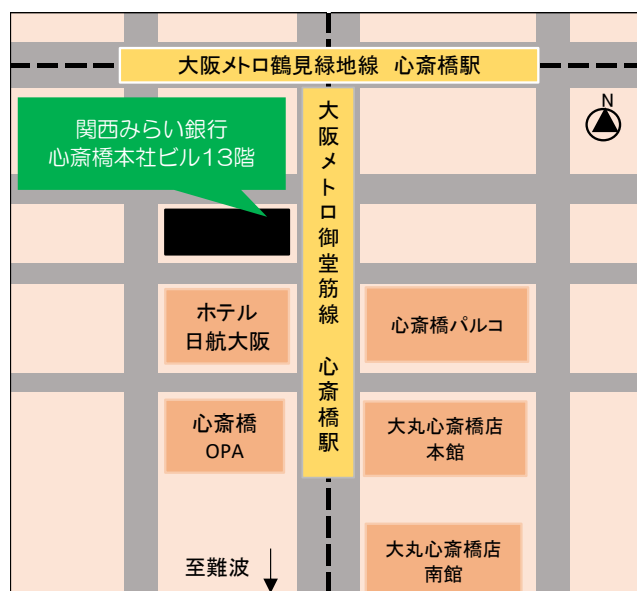 大阪メトロ鶴見緑地線 心斎橋駅
関西みらい銀行
心斎橋本社ビル13階
大阪メトロ御堂筋線 心斎橋駅
N
ホテル
日航大阪
心斎橋パルコ
心斎橋
OPA
大丸心斎橋店
本館
至難波
大丸心斎橋店
南館